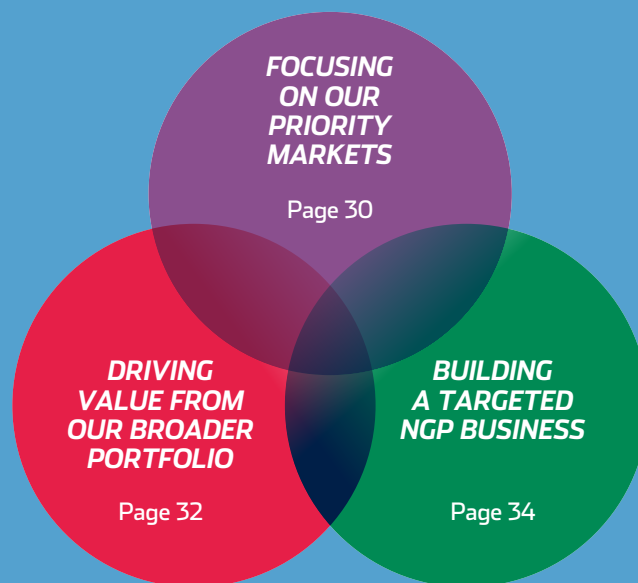 FOCUSING
ON OUR
PRIORITY
MARKETS
Page 30
DRIVING
VALUE FROM
OUR BROADER
PORTFOLIO
Page 32
BUILDING
A TARGETED
NGP BUSINESS
Page 34